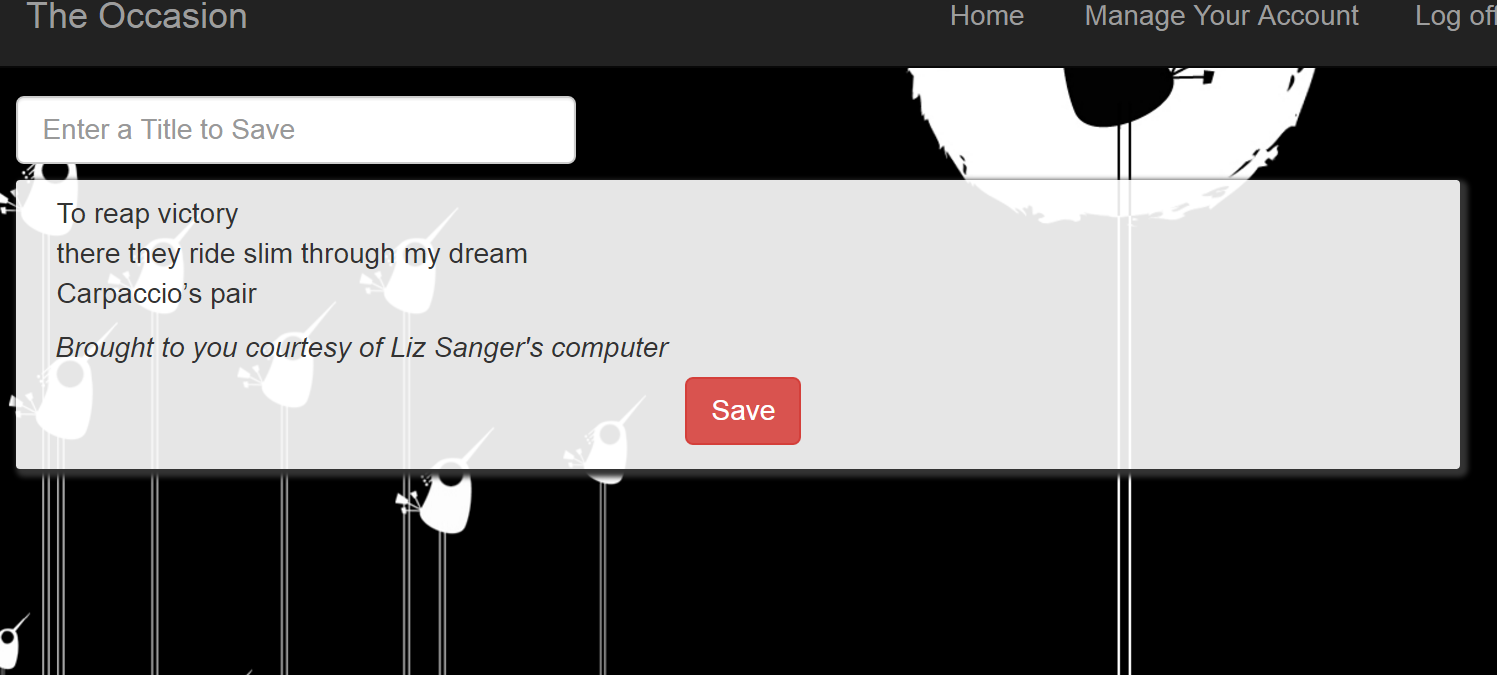 The Occasion
Home
Manage Your Account
Log off
Enter a Title to Save
To reap victory
there they ride slim through my dream
Carpaccio’s pair
Brought to you courtesy of Liz Sanger's computer
Save